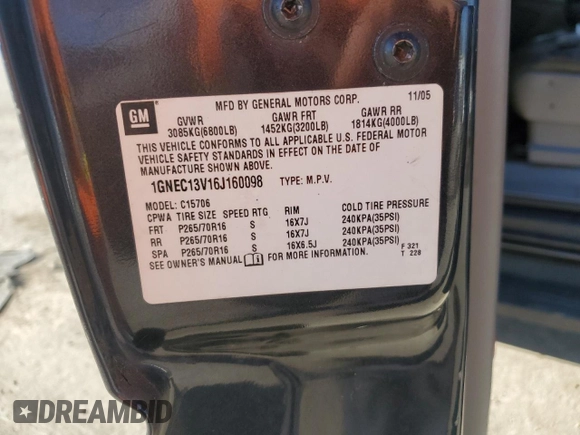 MFD BY GENERAL MOTORS CORP. 11/05
GM
GVWR GAWR FRT GAWR RR
3085KG(6800LB) 1452KG(3200LB) 1814KG(4000LB)
THIS VEHICLE CONFORMS TO ALL APPLICABLE U.S. FEDERAL MOTOR
VEHICLE SAFETY STANDARDS IN EFFECT ON THE DATE OF
MANUFACTURE SHOWN ABOVE.
1GNEC13V16J160098 TYPE: M.P.V.
MODEL: C15706
CPWA TIRE SIZE SPEED RTG RIM COLD TIRE PRESSURE
FRT P265/70R16 S 16X7J 240KPA(35PSI)
RR P265/70R16 S 16X7J 240KPA(35PSI)
SPA P265/70R16 S 16X6.5J 240KPA(35PSI) F 321
SEE OWNER'S MANUAL FOR MORE INFORMATION. T 228
DREAMBID